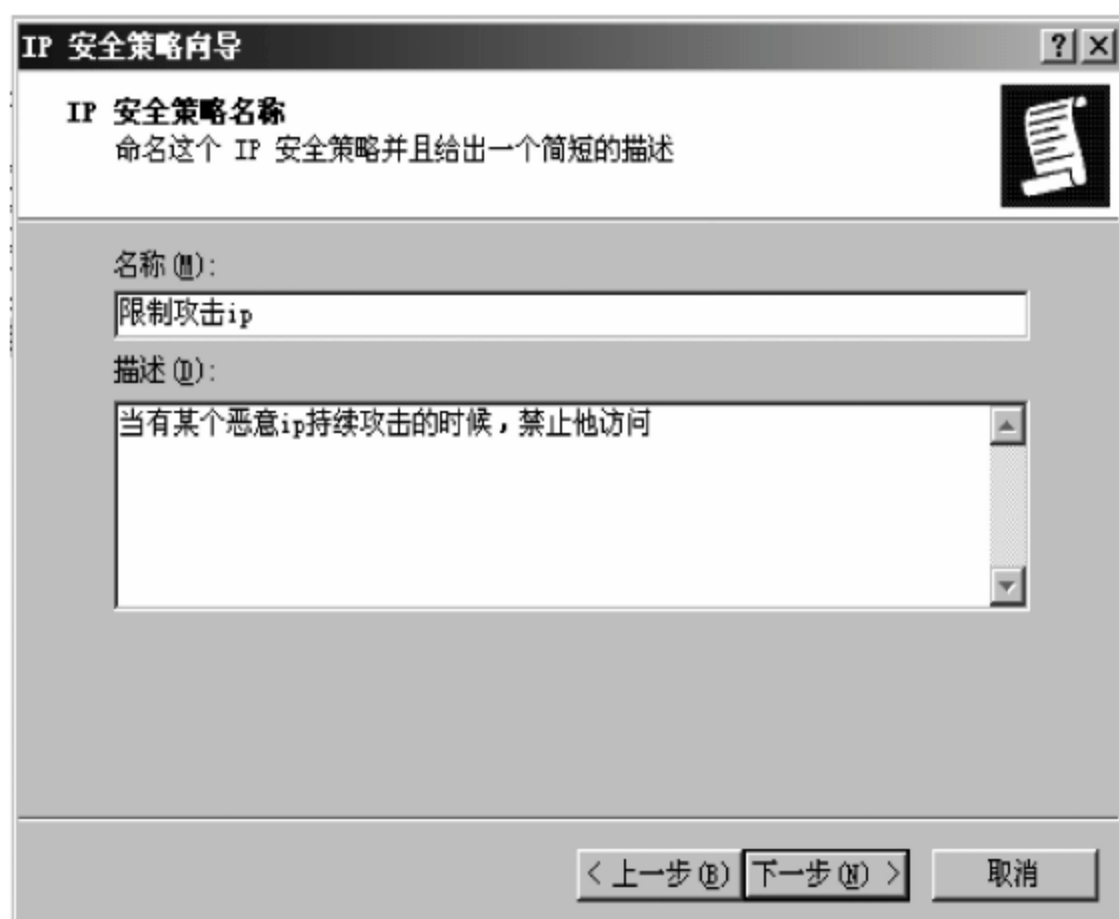 IP 安全策略向导
IP 安全策略名称
命名这个 IP 安全策略并且给出一个简短的描述
名称(M):
限制攻击ip
描述(D):
当有某个恶意ip持续攻击的时候，禁止他访问
< 上一步(B) 下一步(N) > 取消